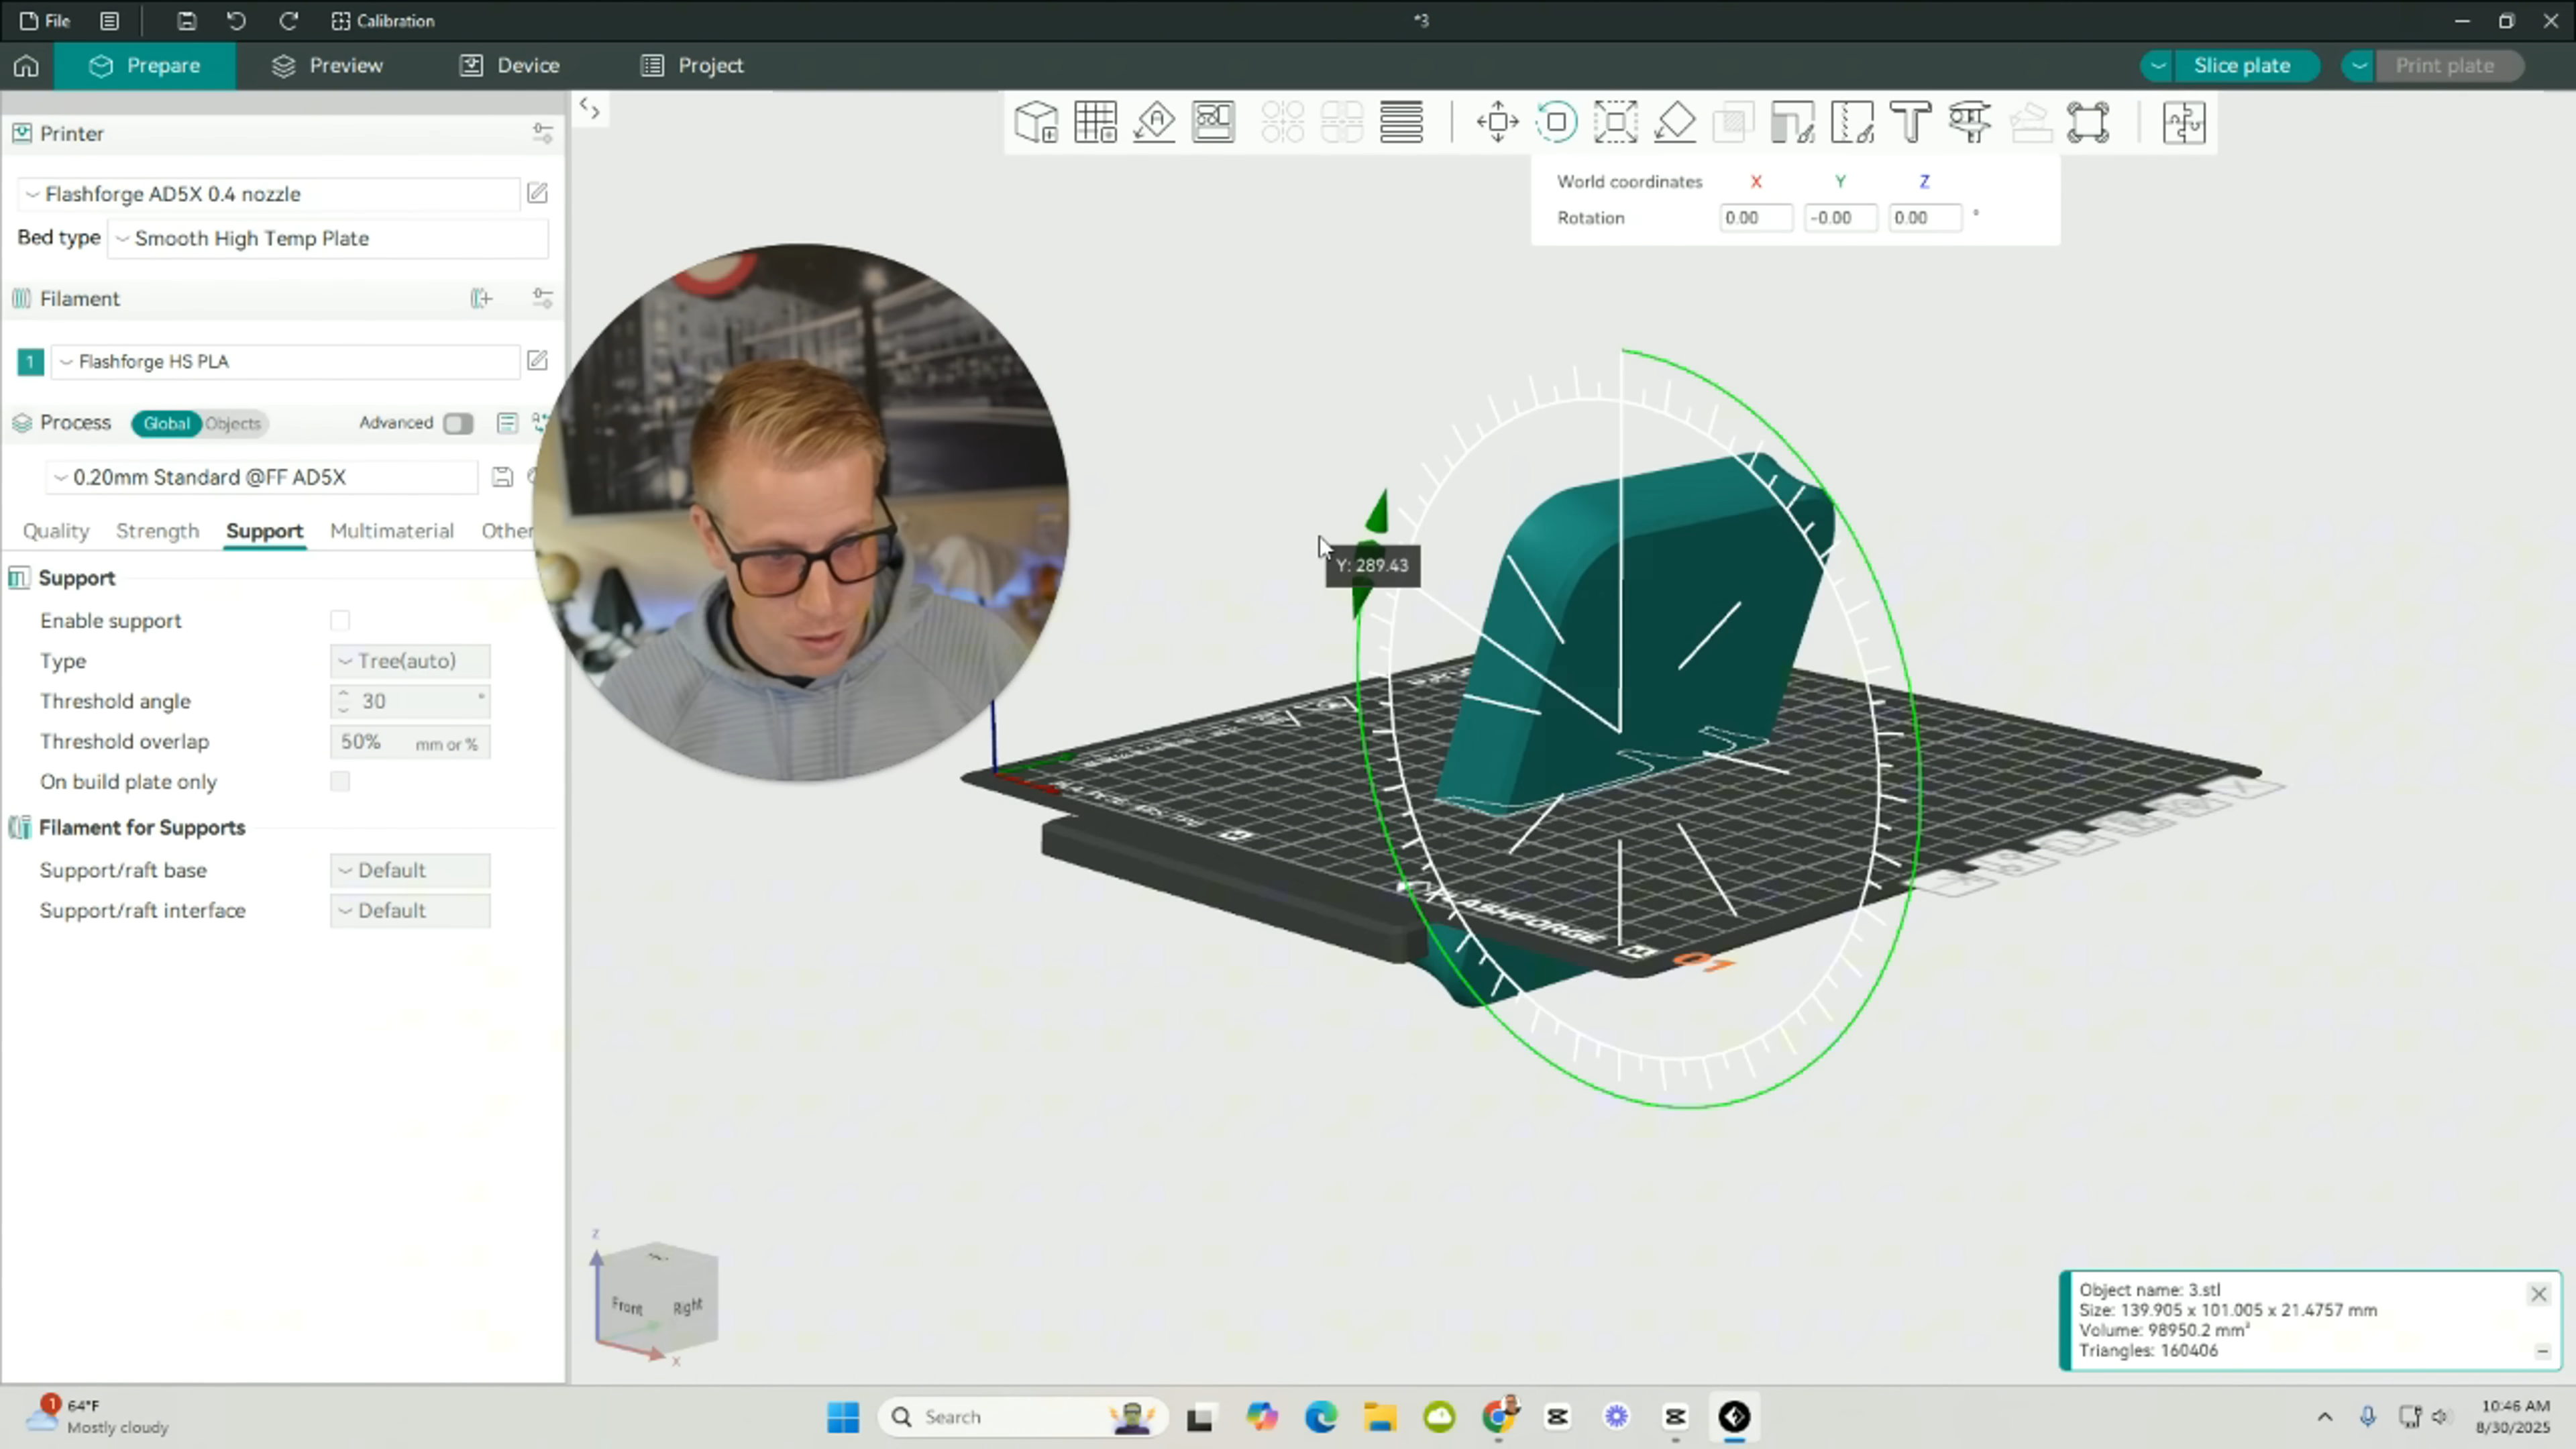 File
Calibration
*3
Prepare
Preview
Device
Project
Slice plate
Print plate
Printer
Flashforge AD5X 0.4 nozzle
Bed type
Smooth High Temp Plate
Filament
1
Flashforge HS PLA
Process
Global
Objects
Advanced
0.20mm Standard @FF AD5X
Quality
Strength
Support
Multimaterial
Other
Support
Enable support
Type
Tree(auto)
Threshold angle
30 °
Threshold overlap
50% mm or %
On build plate only
Filament for Supports
Support/raft base
Default
Support/raft interface
Default
World coordinates X Y Z
Rotation 0.00 -0.00 0.00 °
Y: 289.43
FLASHFORGE
01
Z
Front
Right
X
Object name: 3.stl
Size: 139.905 x 101.005 x 21.4757 mm
Volume: 98950.2 mm³
Triangles: 160406
1
64°F
Mostly cloudy
Search
10:46 AM
8/30/2025